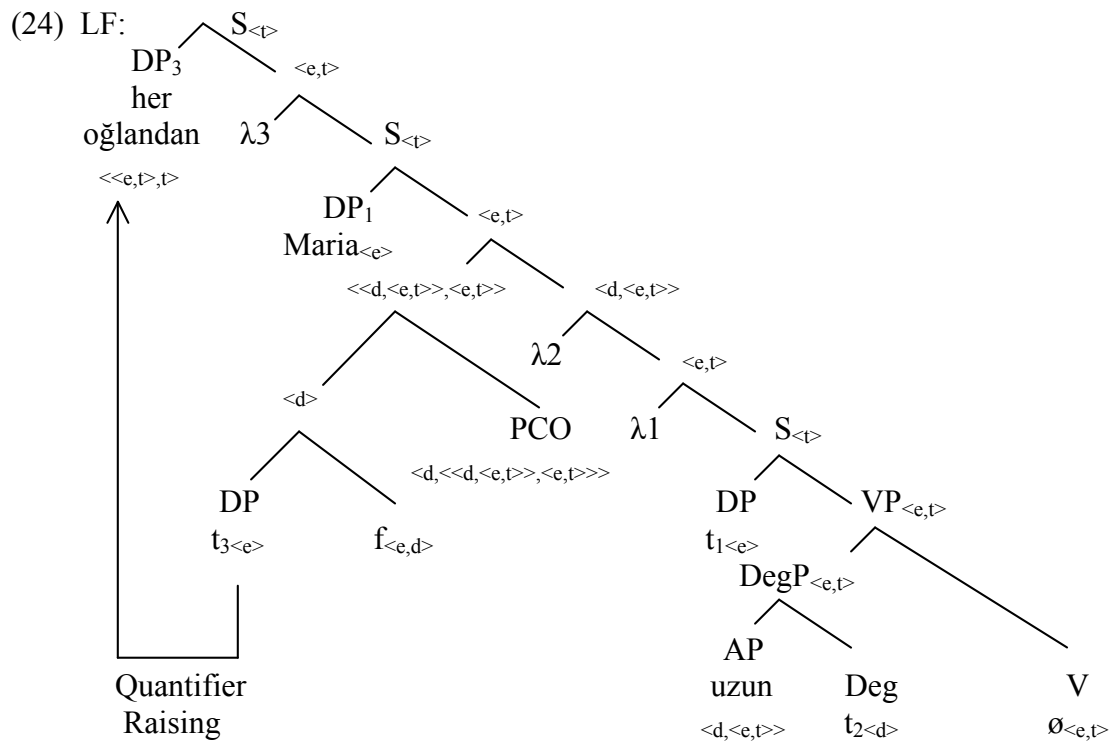 (24) LF: S<t>
DP₃ <e,t>
her
oğlandan λ3 S<t>
<<e,t>,t>
DP₁ <e,t>
Maria<e>
<<d,<e,t>>,<e,t>> <d,<e,t>>
λ2 <e,t>
<d>
PCO λ1 S<t>
<d,<<d,<e,t>>,<e,t>>>
DP DP VP<e,t>
t₃<e> f<e,d> t₁<e>
DegP<e,t>
AP
Quantifier uzun Deg V
Raising <d,<e,t>> t₂<d> ø<e,t>